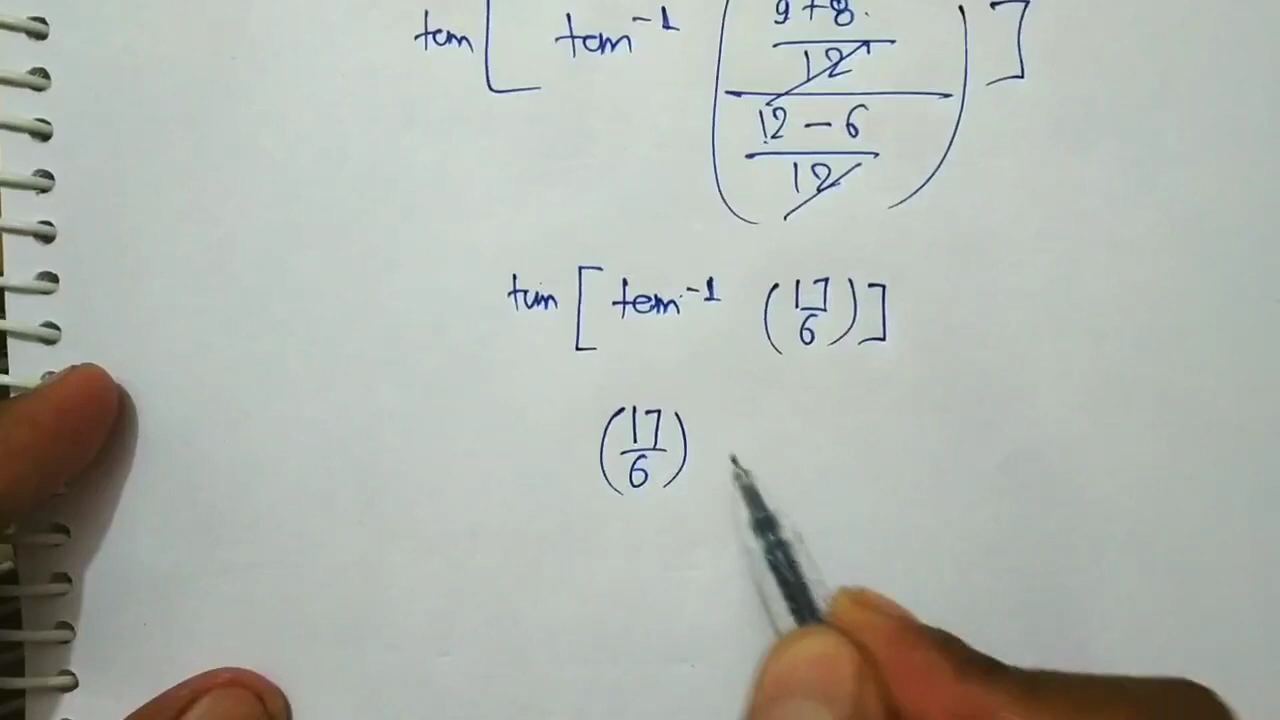 tan [ tan⁻¹ ( (9+8)/12 / (12-6)/12 ) ]
tan [ tan⁻¹ (17/6) ]
(17/6)